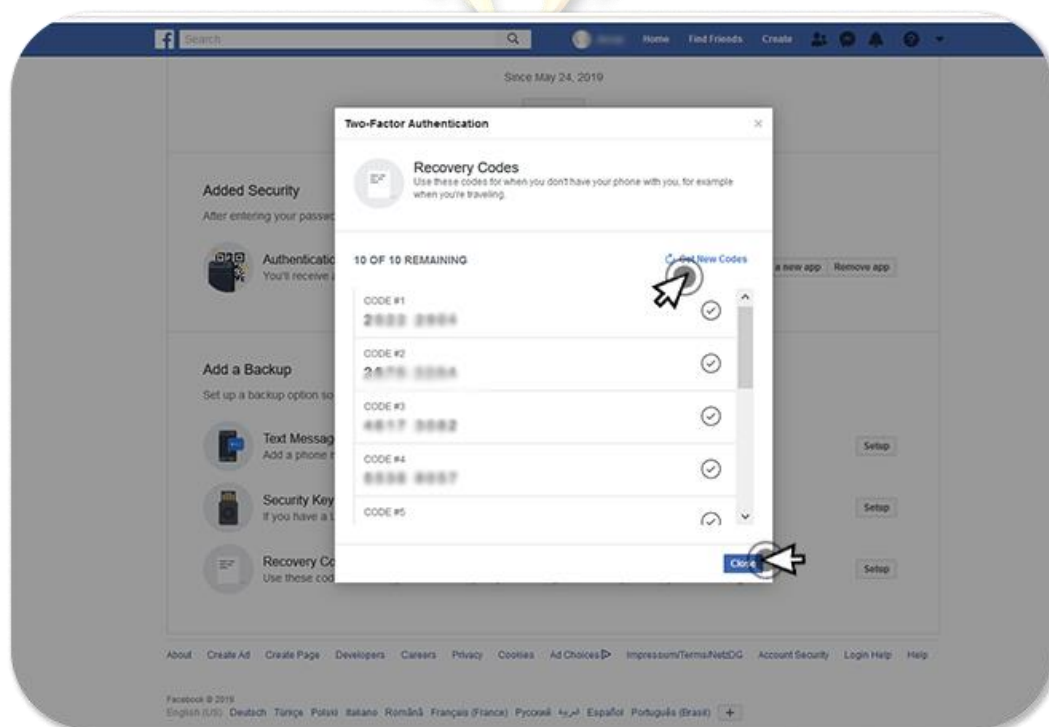 f Search Home Find Friends Create
Since May 24, 2019
Two-Factor Authentication
Recovery Codes
Use these codes for when you don't have your phone with you, for example
when you're traveling.
Added Security
After entering your
Authenticatio
You'll receive
10 OF 10 REMAINING Get New Codes
a new app Remove app
CODE #1
CODE #2
CODE #3
CODE #4
CODE #5
Add a Backup
Set up a backup option so
Text Messag
Add a phone
Setup
Security Key
If you have a
Setup
Recovery Co
Use these cod
Close
Setup
About Create Ad Create Page Developers Careers Privacy Cookies Ad Choices Impressum/Terms/NetzDG Account Security Login Help Help
Facebook © 2019
English (US) Deutsch Türkçe Polski Italiano Română Français (France) Русский العربية Español Português (Brasil) +